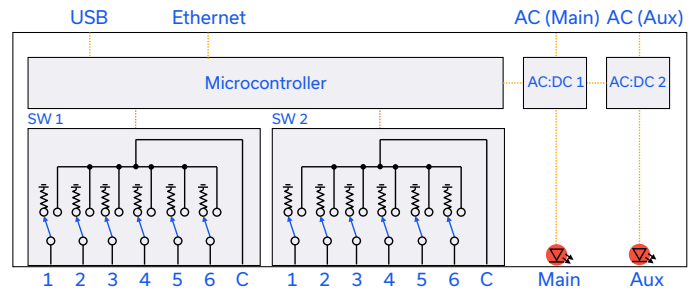 USB Ethernet AC (Main) AC (Aux)
Microcontroller AC:DC 1 AC:DC 2
SW 1 SW 2
1 2 3 4 5 6 C 1 2 3 4 5 6 C Main Aux